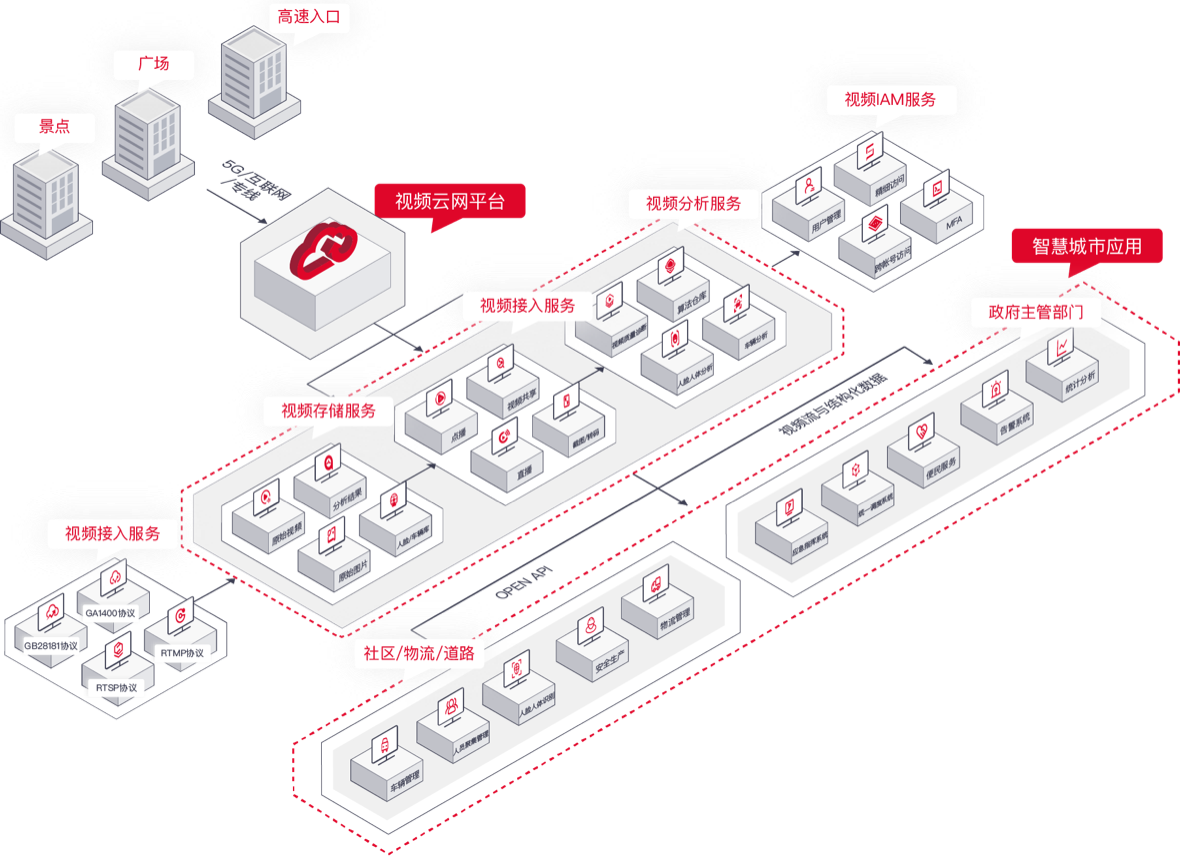 高速入口
广场
景点
5G/互联网
/专线
视频云网平台
视频IAM服务
精细访问
用户管理
MFA
跨帐号访问
视频分析服务
算法仓库
视频质量诊断
车辆分析
人脸人体分析
智慧城市应用
政府主管部门
统计分析
告警系统
便民服务
统一调度系统
应急指挥系统
视频接入服务
视频共享
点播
截图/转码
直播
视频流与结构化数据
视频存储服务
分析结果
原始视频
人脸/车辆库
原始图片
视频接入服务
GA1400协议
GB28181协议
RTMP协议
RTSP协议
OPEN API
社区/物流/道路
物流管理
安全生产
人脸人体识别
人员聚集管理
车辆管理